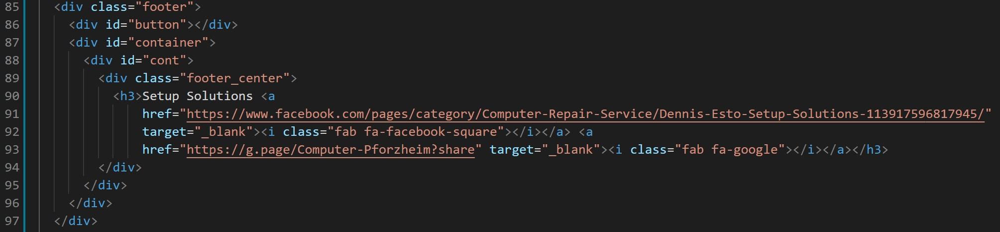 85 <div class="footer">
86 <div id="button"></div>
87 <div id="container">
88 <div id="cont">
89 <div class="footer_center">
90 <h3>Setup Solutions <a
91 href="https://www.facebook.com/pages/category/Computer-Repair-Service/Dennis-Esto-Setup-Solutions-113917596817945/"
92 target="_blank"><i class="fab fa-facebook-square"></i></a> <a
93 href="https://g.page/Computer-Pforzheim?share" target="_blank"><i class="fab fa-google"></i></a></h3>
94 </div>
95 </div>
96 </div>
97 </div>